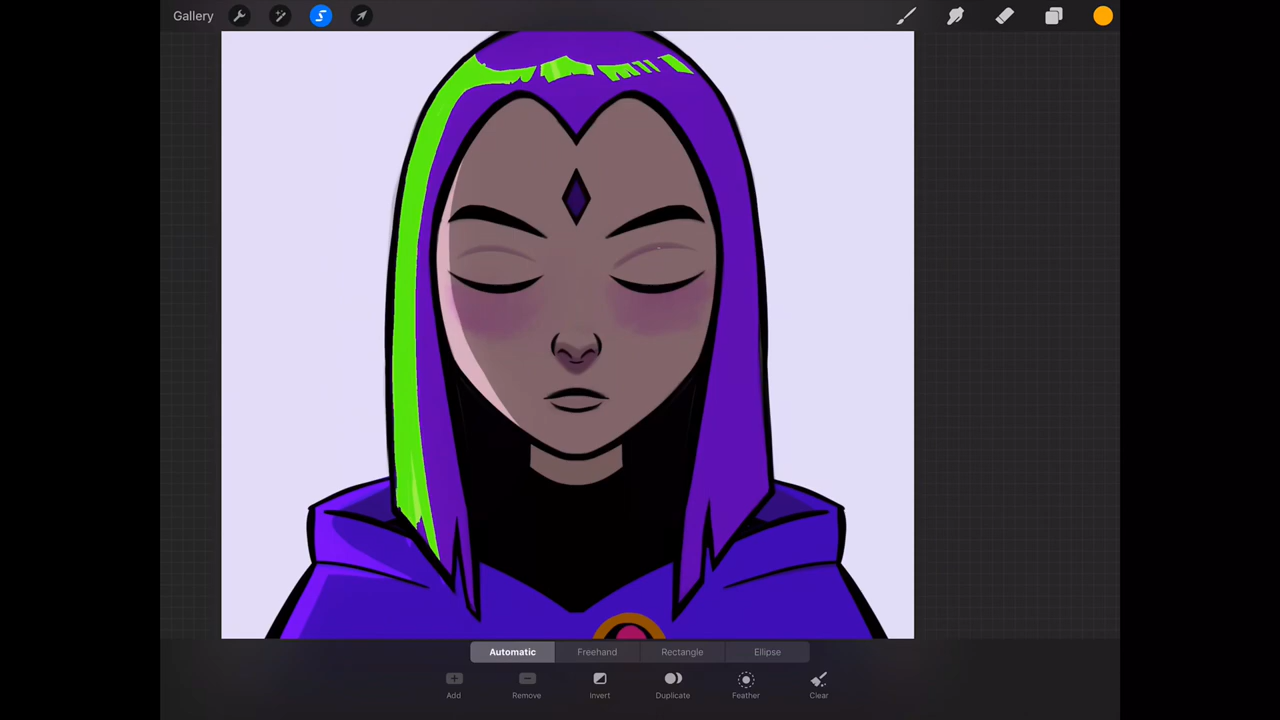 Gallery
Automatic Freehand Rectangle Ellipse
Add Remove Invert Duplicate Feather Clear